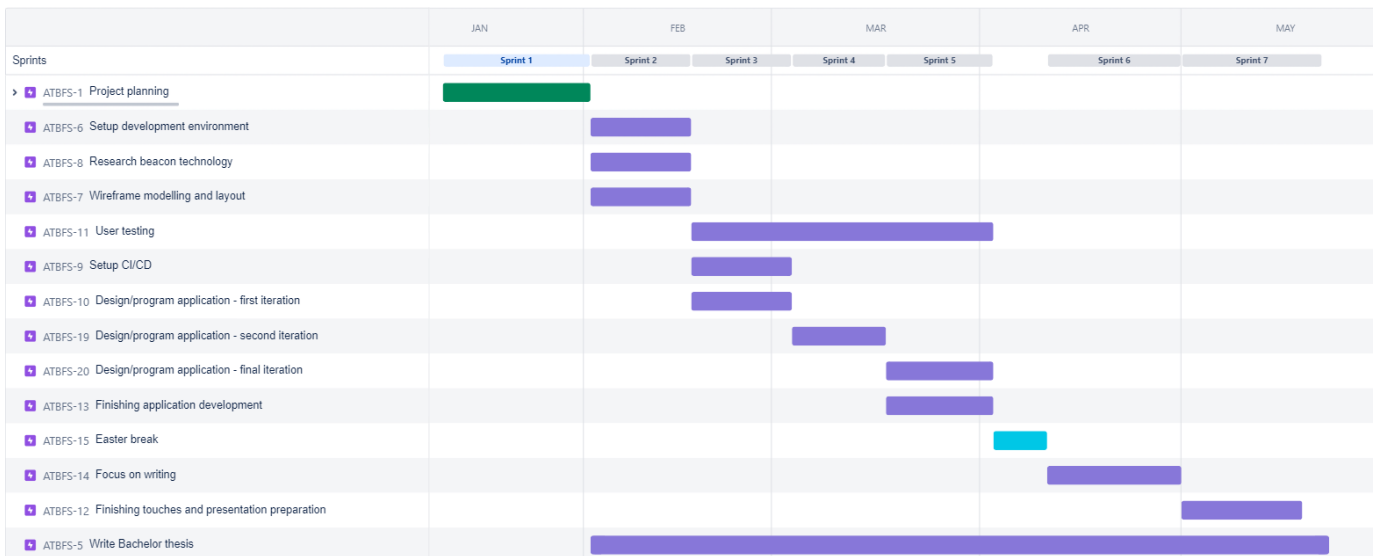 JAN FEB MAR APR MAY
Sprints Sprint 1 Sprint 2 Sprint 3 Sprint 4 Sprint 5 Sprint 6 Sprint 7
ATBFS-1 Project planning
ATBFS-6 Setup development environment
ATBFS-8 Research beacon technology
ATBFS-7 Wireframe modelling and layout
ATBFS-11 User testing
ATBFS-9 Setup CI/CD
ATBFS-10 Design/program application - first iteration
ATBFS-19 Design/program application - second iteration
ATBFS-20 Design/program application - final iteration
ATBFS-13 Finishing application development
ATBFS-15 Easter break
ATBFS-14 Focus on writing
ATBFS-12 Finishing touches and presentation preparation
ATBFS-5 Write Bachelor thesis